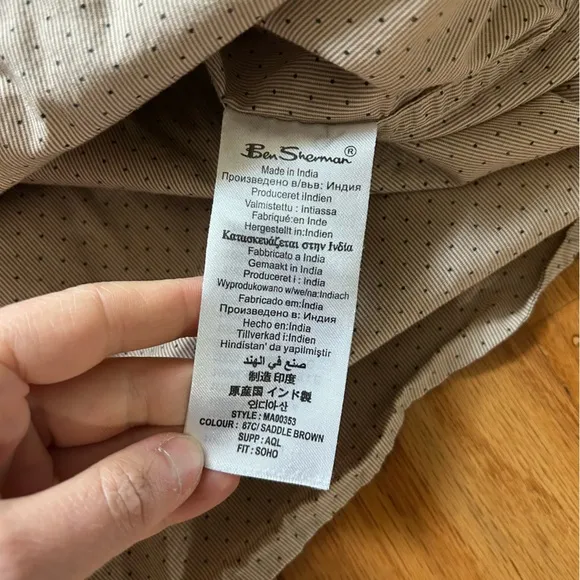 Ben Sherman®
Made in India
Произведено в/във: Индия
Produceret iIndien
Valmistettu : Intiassa
Fabriqué:en Inde
Hergestellt in:Indien
Κατασκευάζεται στην Ινδία
Fabbricato a India
Gemaakt in India
Produceret i : India
Wyprodukowano w/we/na:Indiach
Fabricado em:Índia
Произведено в: Индия
Hecho en:India
Tillverkad i:Indien
Hindistan' da yapilmiştir
صنع في الهند
制造 印度
原産国 インド製
인디아산
STYLE : MA00353
COLOUR : 87C/ SADDLE BROWN
SUPP : AQL
FIT : SOHO